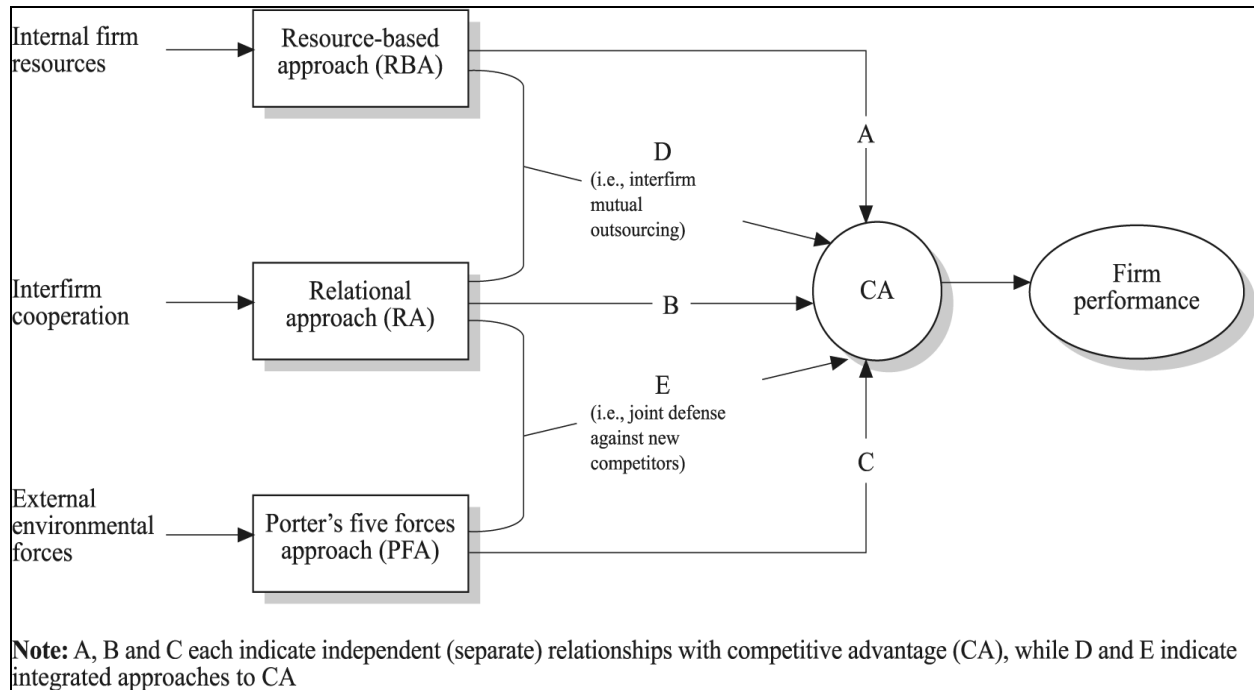 Internal firm
resources
Resource-based
approach (RBA)
A
D
(i.e., interfirm
mutual
outsourcing)
Interfirm
cooperation
Relational
approach (RA)
B
CA
Firm
performance
E
(i.e., joint defense
against new
competitors)
C
External
environmental
forces
Porter’s five forces
approach (PFA)
Note: A, B and C each indicate independent (separate) relationships with competitive advantage (CA), while D and E indicate
integrated approaches to CA